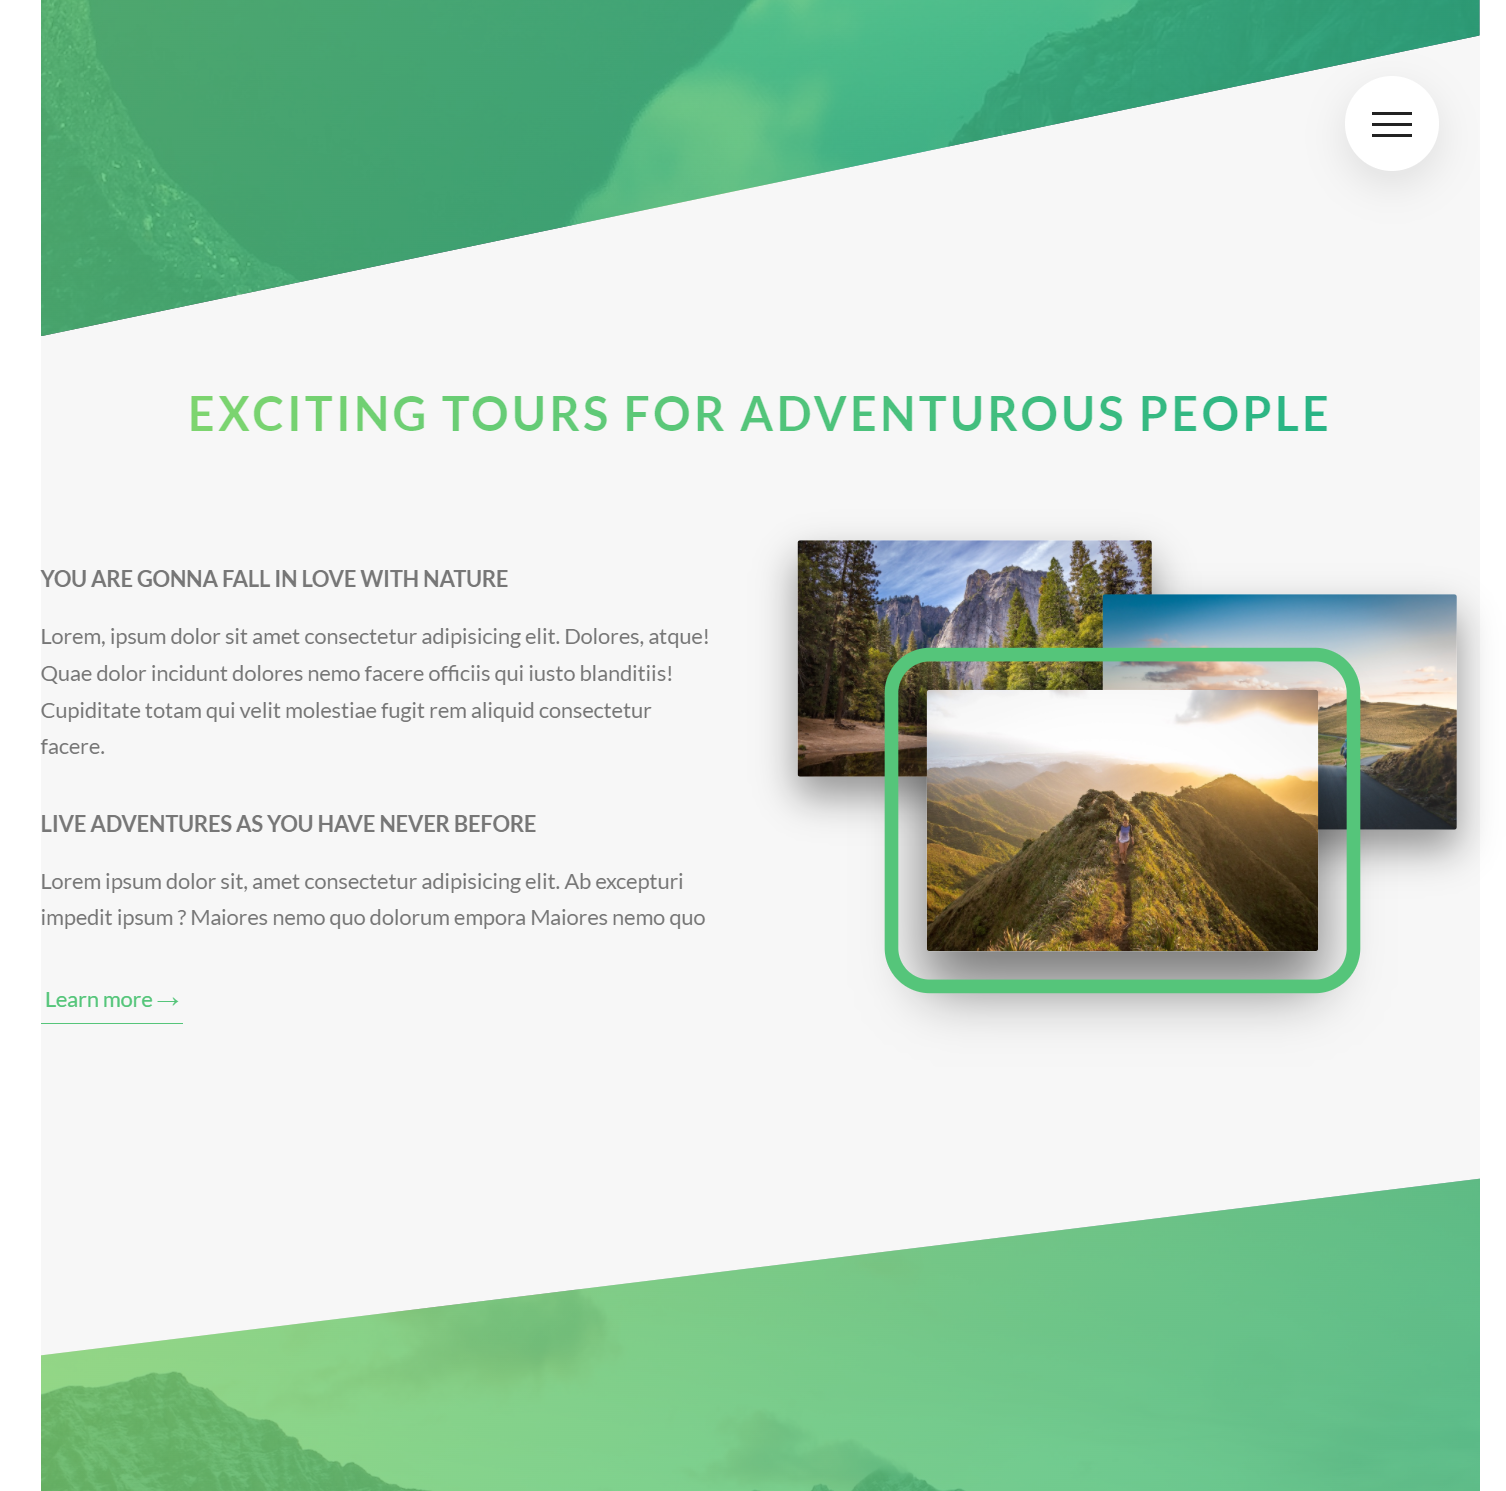 EXCITING TOURS FOR ADVENTUROUS PEOPLE
YOU ARE GONNA FALL IN LOVE WITH NATURE
Lorem, ipsum dolor sit amet consectetur adipisicing elit. Dolores, atque!
Quae dolor incidunt dolores nemo facere officiis qui iusto blanditiis!
Cupiditate totam qui velit molestiae fugit rem aliquid consectetur
facere.
LIVE ADVENTURES AS YOU HAVE NEVER BEFORE
Lorem ipsum dolor sit, amet consectetur adipisicing elit. Ab excepturi
impedit ipsum ? Maiores nemo quo dolorum empora Maiores nemo quo
Learn more →